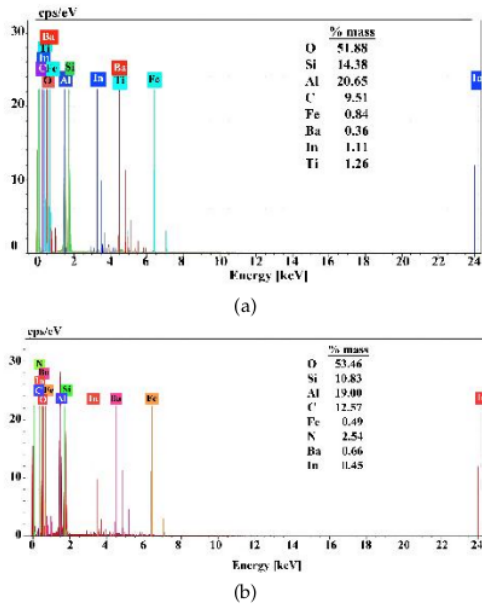 cps/eV
Ba
Ti
In
C
Fe
O
Al
Si
In
Ba
Ti
Fe
In
% mass
O 51.88
Si 14.38
Al 20.65
C 9.51
Fe 0.84
Ba 0.36
In 1.11
Ti 1.26
30
20
10
0
0 2 4 6 8 10 12 14 16 18 20 22 24
Energy [keV]
(a)
cps/eV
N
Ba
In
C
Fe
O
Al
Si
In
Ba
Fe
% mass
O 53.46
Si 10.83
Al 19.00
C 12.57
Fe 0.49
N 2.54
Ba 0.66
In 0.45
30
20
10
0
0 2 4 6 8 10 12 14 16 18 20 22 24
Energy [keV]
(b)